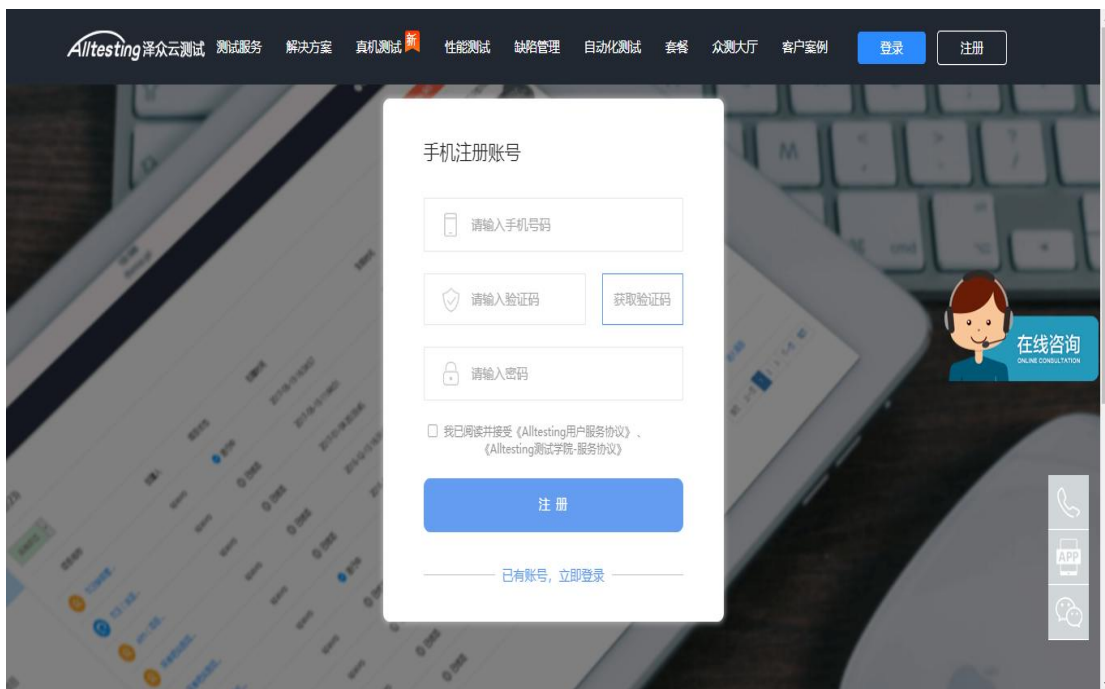 Alltesting泽众云测试 测试服务 解决方案 真机测试 新 性能测试 缺陷管理 自动化测试 套餐 众测大厅 客户案例 登录 注册
手机注册账号
请输入手机号码
请输入验证码 获取验证码
请输入密码
我已阅读并接受《Alltesting用户服务协议》、
《Alltesting测试学院-服务协议》
注 册
已有账号，立即登录
在线咨询
ONLINE CONSULTATION
APP